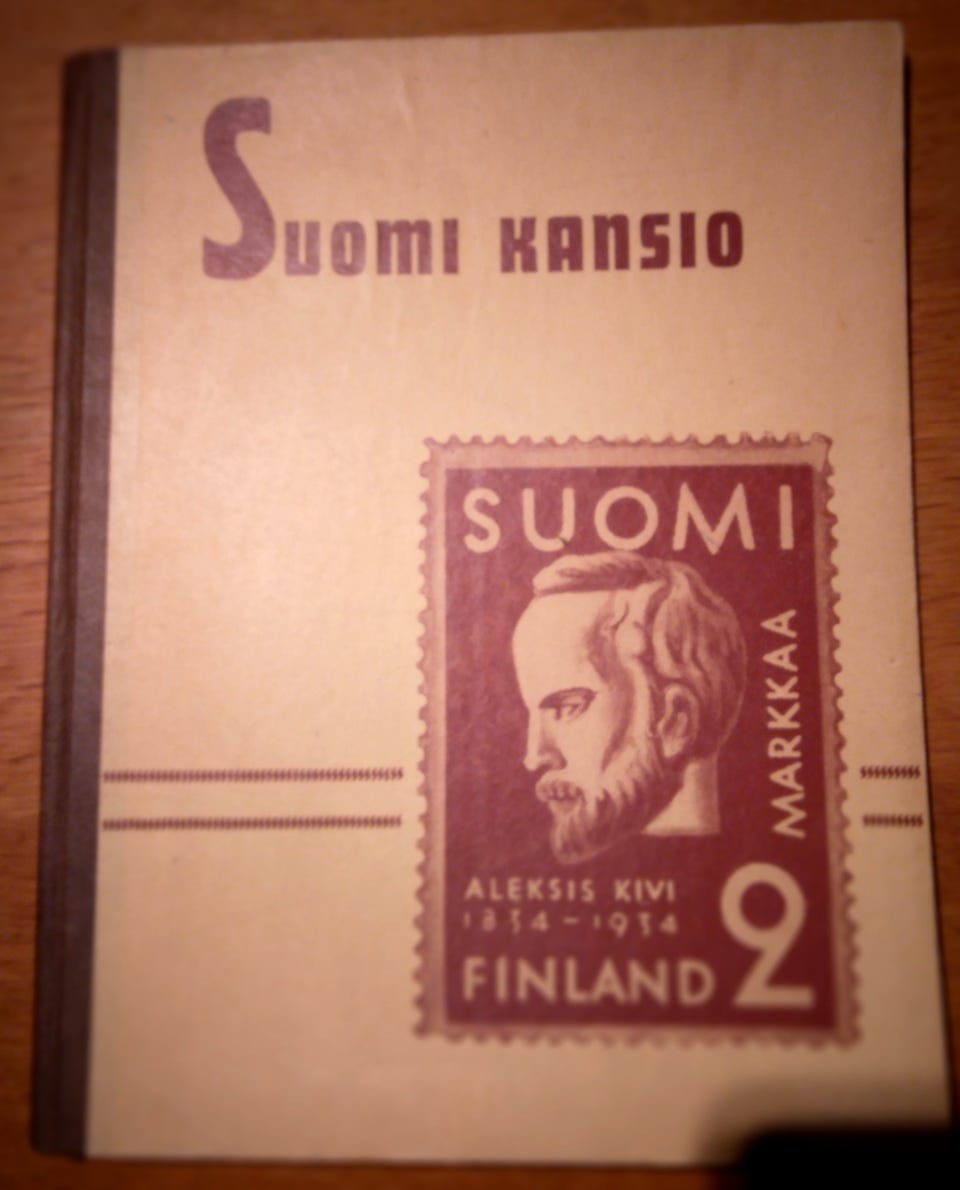 SUOMI KANSIO
SUOMI
MARKKAA
ALEKSIS KIVI
1834-1934
FINLAND
2